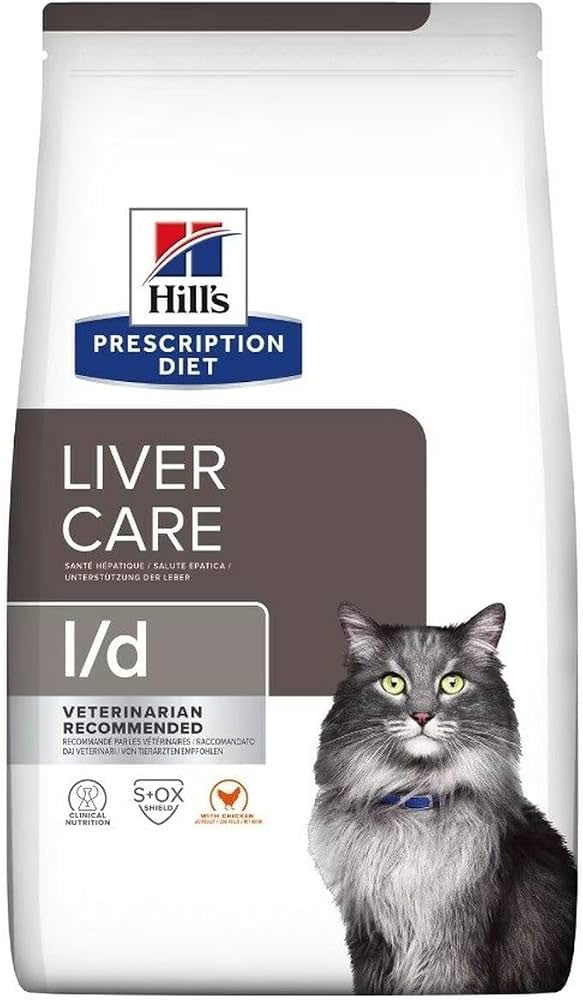 Hill's
PRESCRIPTION
DIET
LIVER
CARE
SANTÉ HÉPATIQUE / SALUTE EPATICA /
UNTERSTÜTZUNG DER LEBER
l/d
VETERINARIAN
RECOMMENDED
RECOMMANDÉ PAR LES VÉTÉRINAIRES / RACCOMANDATO
DAI VETERINARI / VON TIERÄRZTEN EMPFOHLEN
CLINICAL
NUTRITION
S+OX
SHIELD
WITH CHICKEN